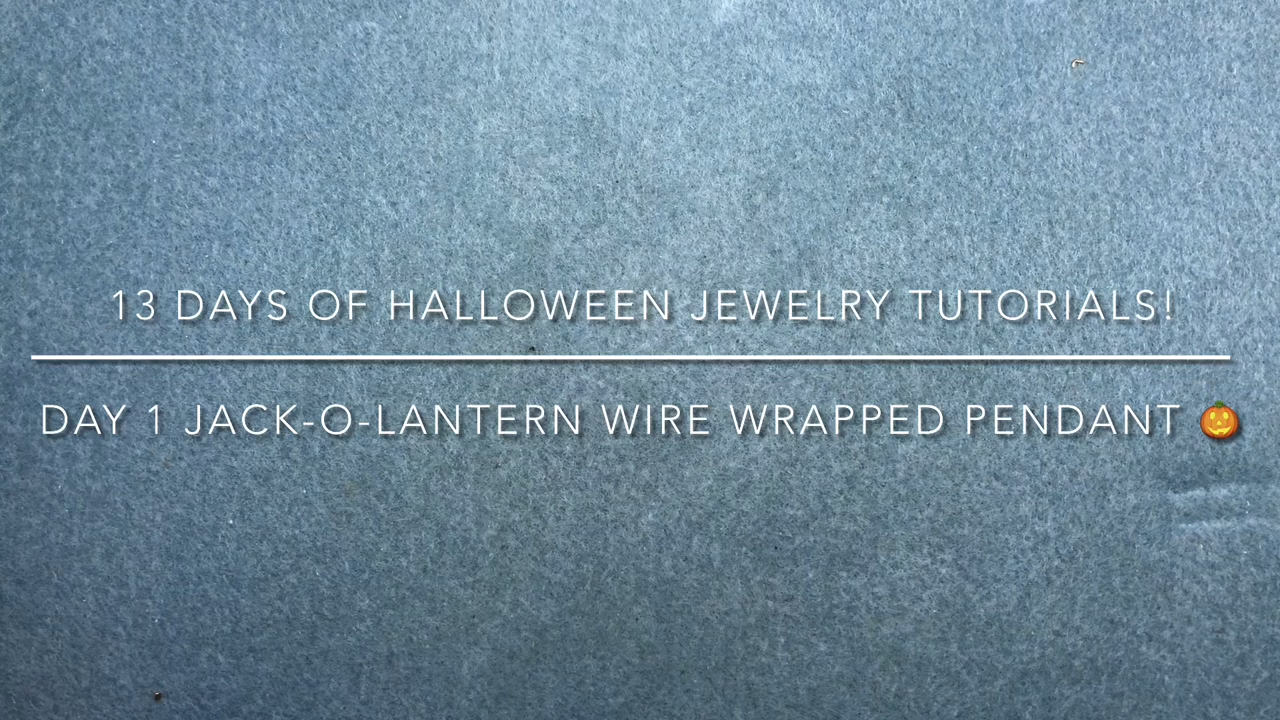 13 DAYS OF HALLOWEEN JEWELRY TUTORIALS!
DAY 1 JACK-O-LANTERN WIRE WRAPPED PENDANT 🎃